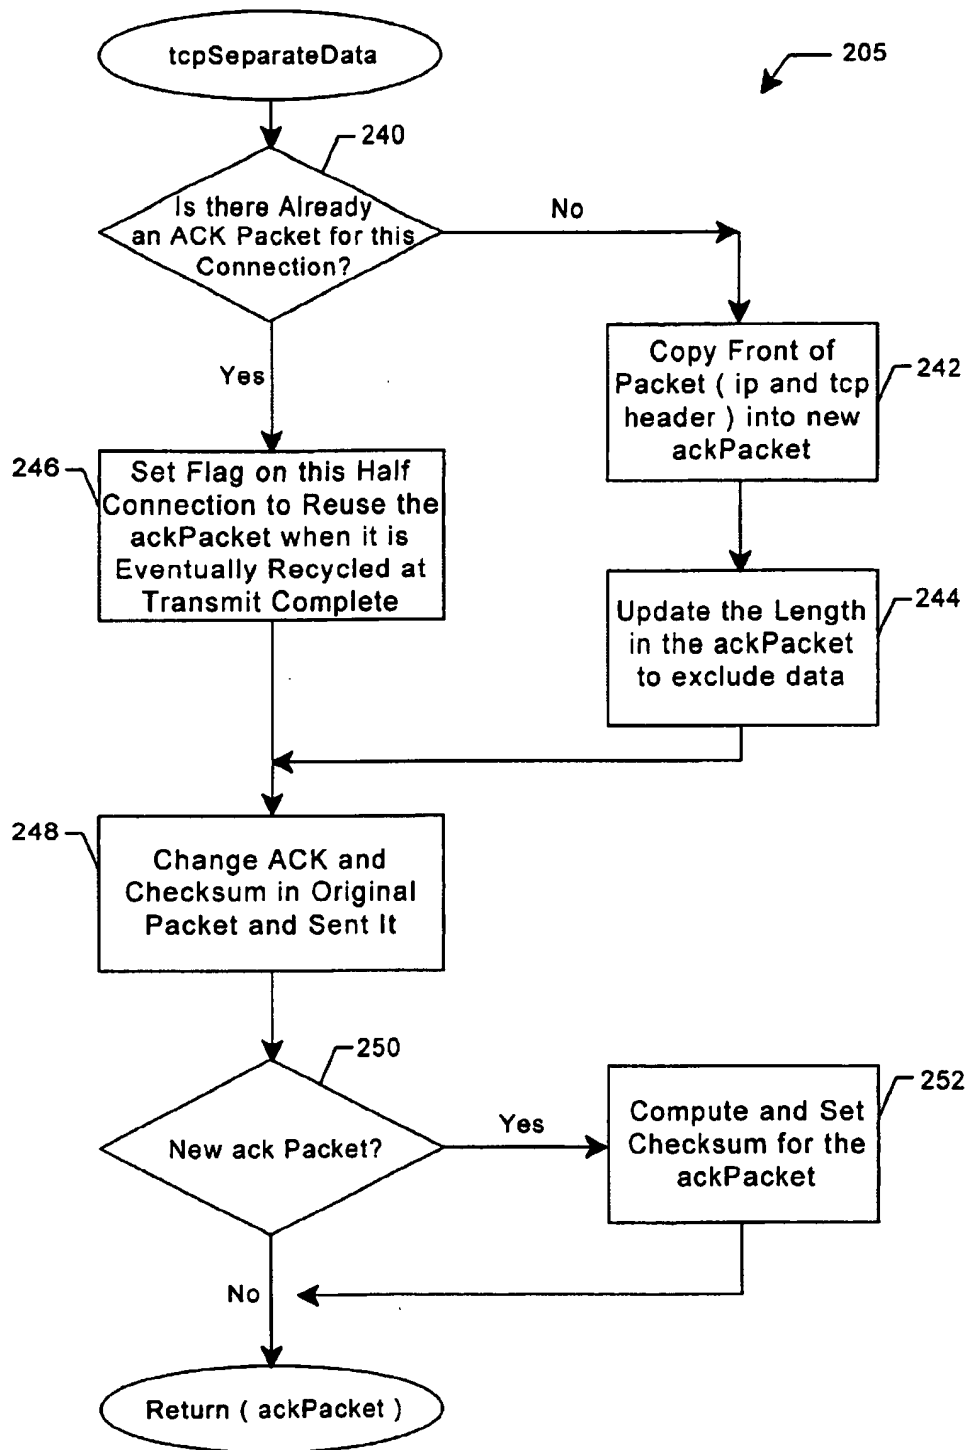 tcpSeparateData
205
240
Is there Already
an ACK Packet for this
Connection?
No
Yes
Copy Front of
Packet ( ip and tcp
header ) into new
ackPacket
242
246
Set Flag on this Half
Connection to Reuse the
ackPacket when it is
Eventually Recycled at
Transmit Complete
Update the Length
in the ackPacket
to exclude data
244
248
Change ACK and
Checksum in Original
Packet and Sent It
250
New ack Packet?
Yes
Compute and Set
Checksum for the
ackPacket
252
No
Return ( ackPacket )